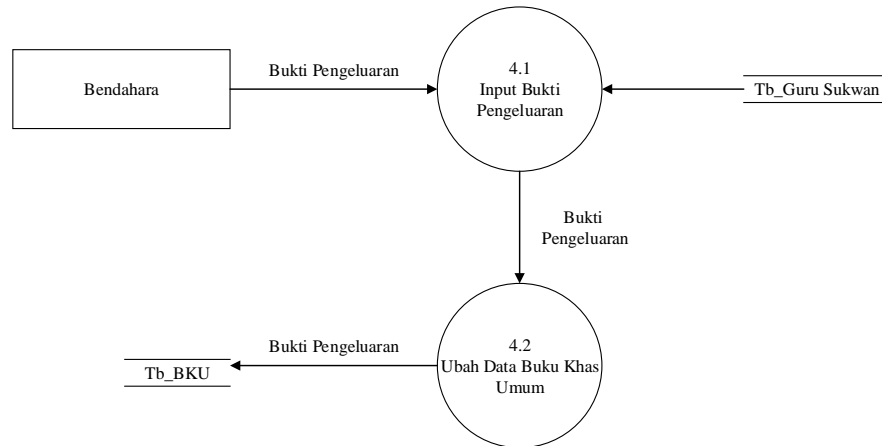 Bendahara
Bukti Pengeluaran
4.1
Input Bukti
Pengeluaran
Tb_Guru Sukwan
Bukti
Pengeluaran
Tb_BKU
Bukti Pengeluaran
4.2
Ubah Data Buku Khas
Umum